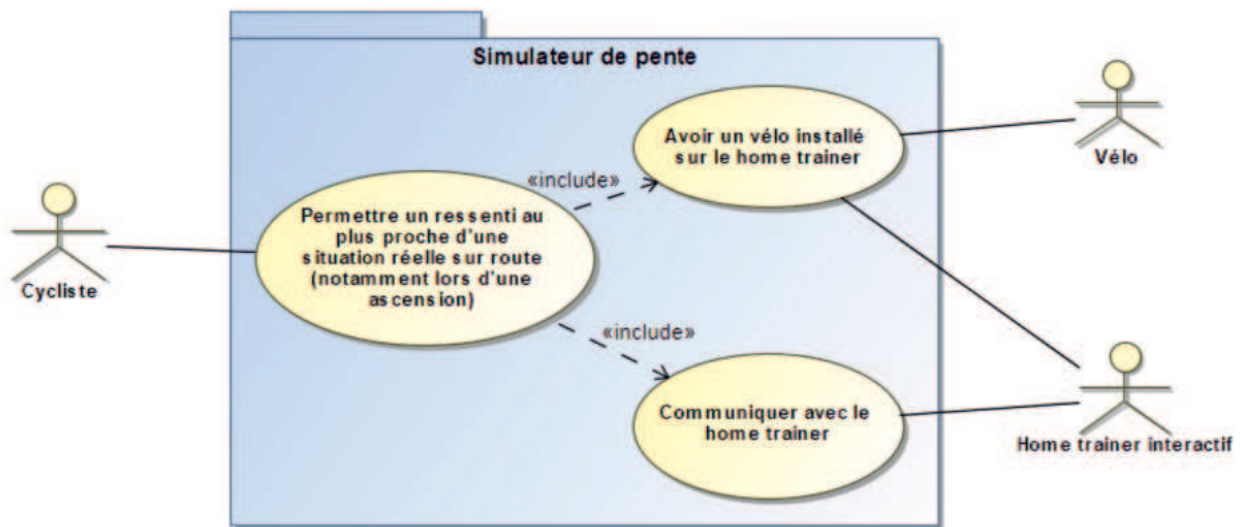 Simulateur de pente
Avoir un vélo installé
sur le home trainer
Vélo
«include»
Permettre un ressenti au
plus proche d'une
situation réelle sur route
(notamment lors d'une
ascension)
Cycliste
«include»
Communiquer avec le
home trainer
Home trainer interactif